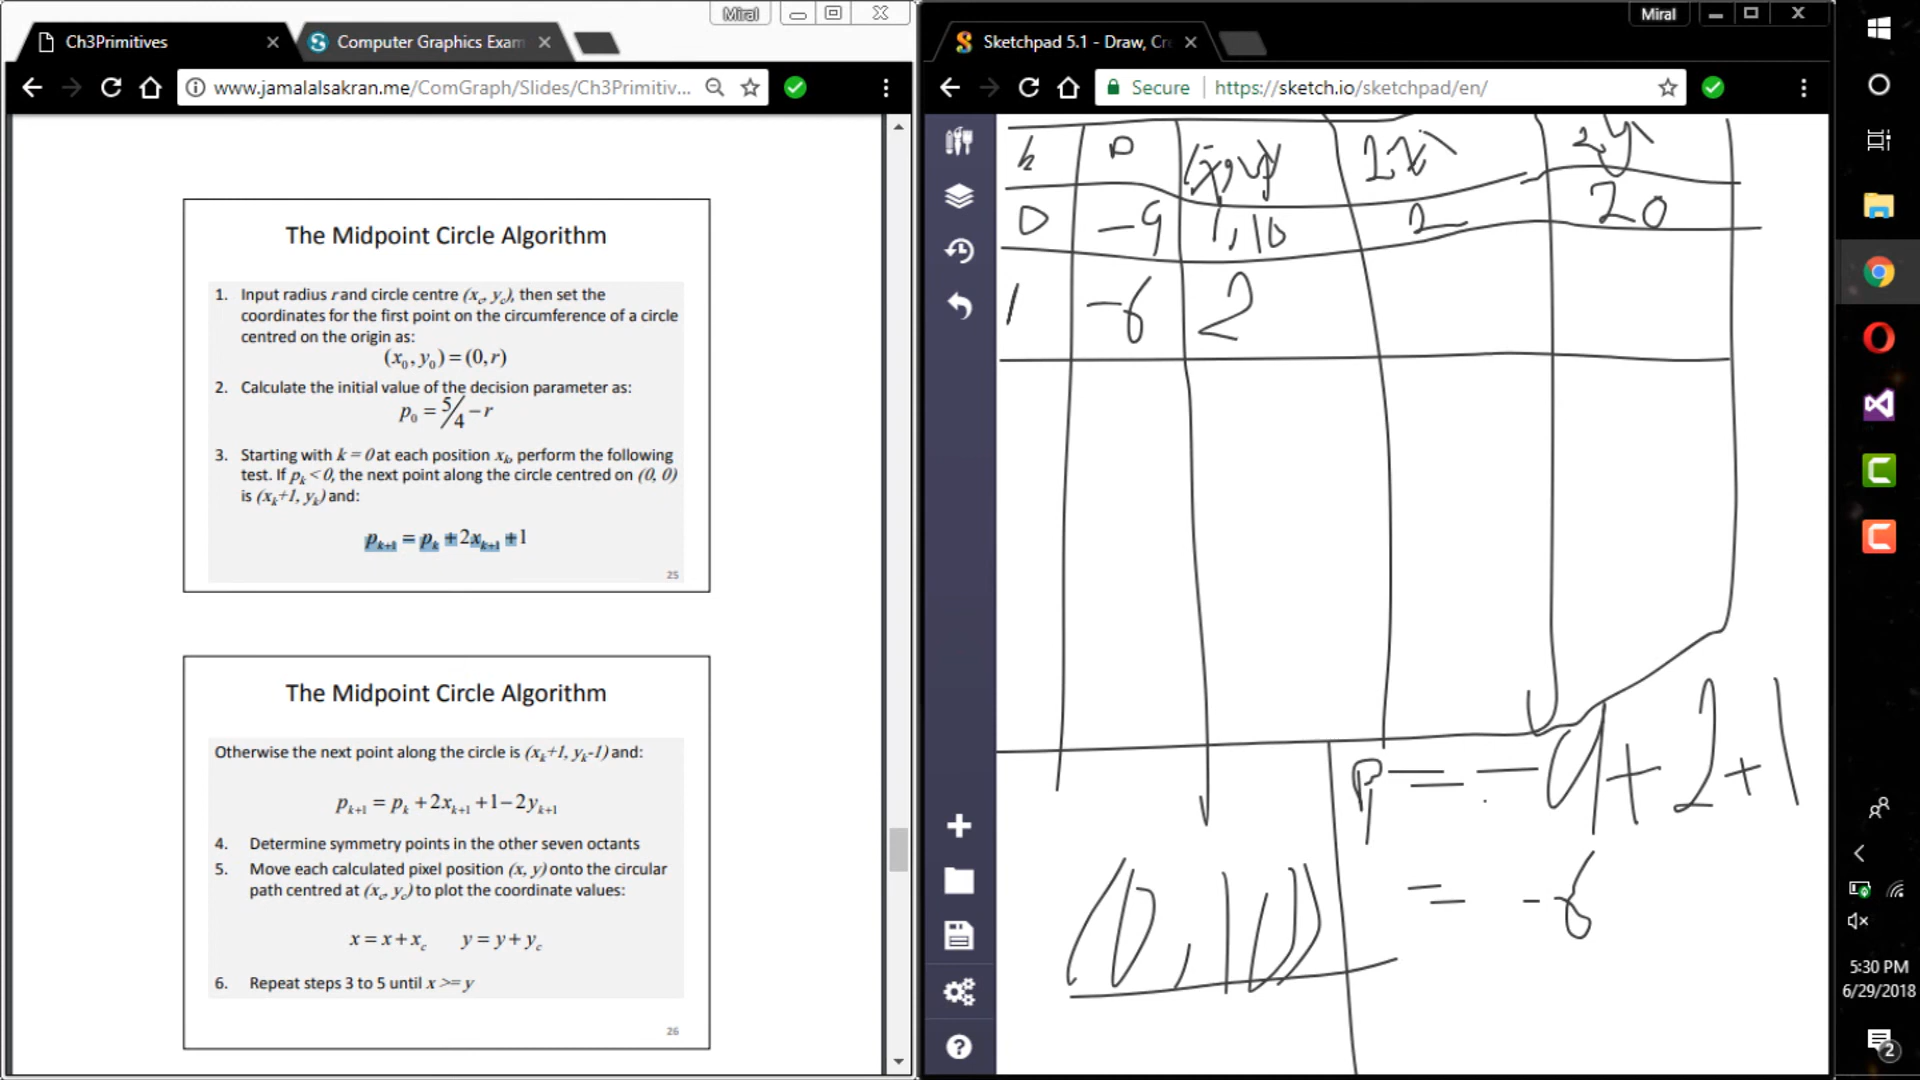 Miral
Ch3Primitives
Computer Graphics Exam
www.jamalalsakran.me/ComGraph/Slides/Ch3Primitiv...
The Midpoint Circle Algorithm
1. Input radius r and circle centre (xc, yc), then set the
coordinates for the first point on the circumference of a circle
centred on the origin as:
(x0, y0) = (0, r)
2. Calculate the initial value of the decision parameter as:
p0 = 5/4 − r
3. Starting with k = 0 at each position xk, perform the following
test. If pk < 0, the next point along the circle centred on (0, 0)
is (xk+1, yk) and:
pk+1 = pk + 2xk+1 + 1
25
The Midpoint Circle Algorithm
Otherwise the next point along the circle is (xk+1, yk-1) and:
pk+1 = pk + 2xk+1 + 1 − 2yk+1
4. Determine symmetry points in the other seven octants
5. Move each calculated pixel position (x, y) onto the circular
path centred at (xc, yc) to plot the coordinate values:
x = x + xc y = y + yc
6. Repeat steps 3 to 5 until x >= y
26
Miral
Sketchpad 5.1 - Draw, Cre
Secure https://sketch.io/sketchpad/en/
k P (x, y) 2x 2y
0 -9 1,10 2 20
1 -6 2
P1 = -9 + 2 + 1
= -6
(0, 10)
5:30 PM
6/29/2018
2